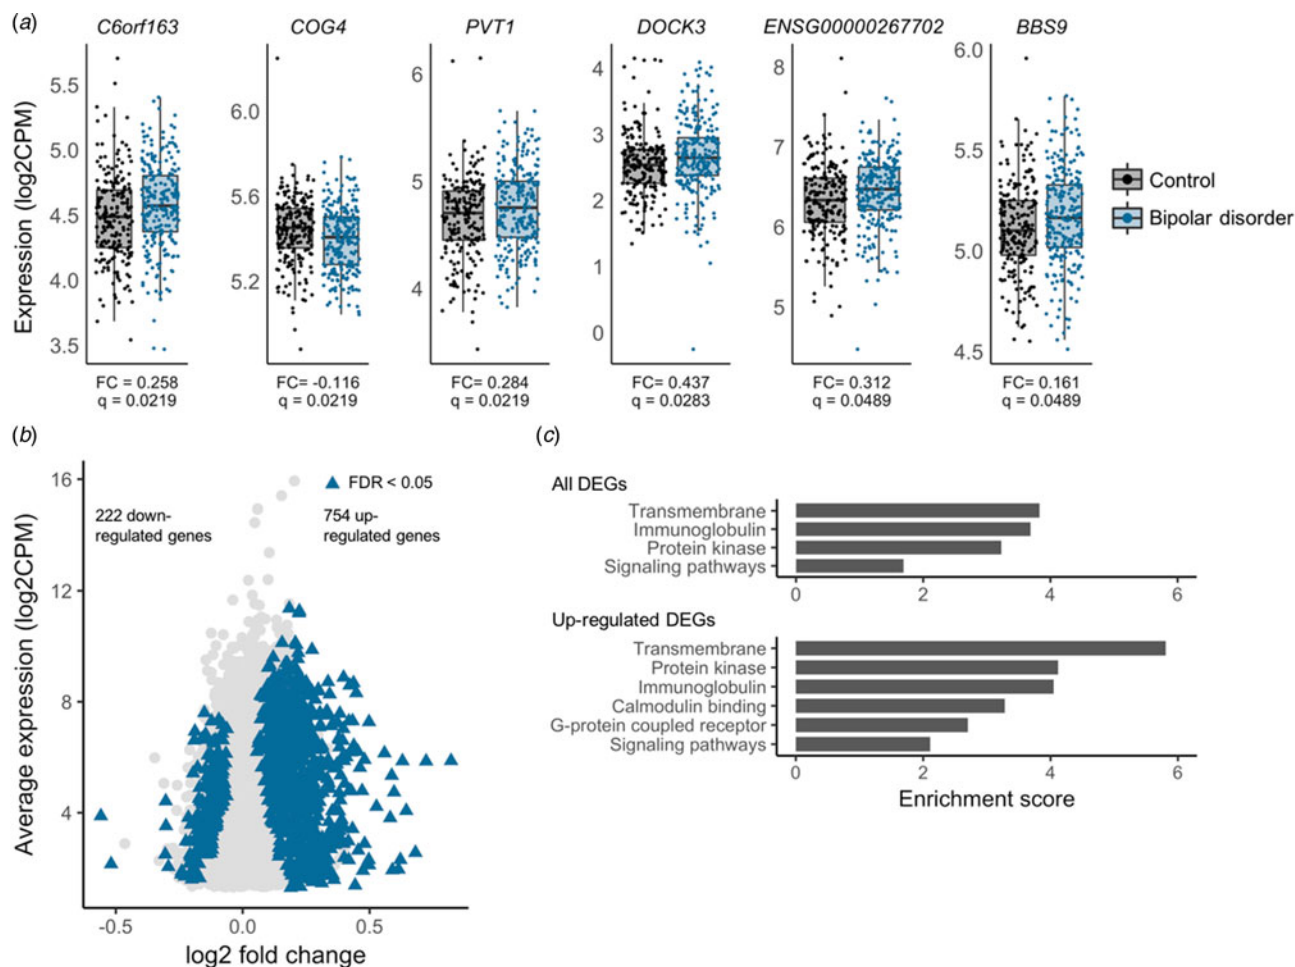 (a)
C6orf163 COG4 PVT1 DOCK3 ENSG00000267702 BBS9
Expression (log2CPM)
5.5
5.0
4.5
4.0
3.5
6.0
5.6
5.2
6
5
4
4
3
2
1
0
8
7
6
5
6.0
5.5
5.0
4.5
Control
Bipolar disorder
FC = 0.258
q = 0.0219
FC= -0.116
q = 0.0219
FC= 0.284
q = 0.0219
FC= 0.437
q = 0.0283
FC= 0.312
q = 0.0489
FC= 0.161
q = 0.0489
(b)
Average expression (log2CPM)
16
12
8
4
FDR < 0.05
222 down-
regulated genes
754 up-
regulated genes
-0.5 0.0 0.5
log2 fold change
(c)
All DEGs
Transmembrane
Immunoglobulin
Protein kinase
Signaling pathways
0 2 4 6
Up-regulated DEGs
Transmembrane
Protein kinase
Immunoglobulin
Calmodulin binding
G-protein coupled receptor
Signaling pathways
0 2 4 6
Enrichment score